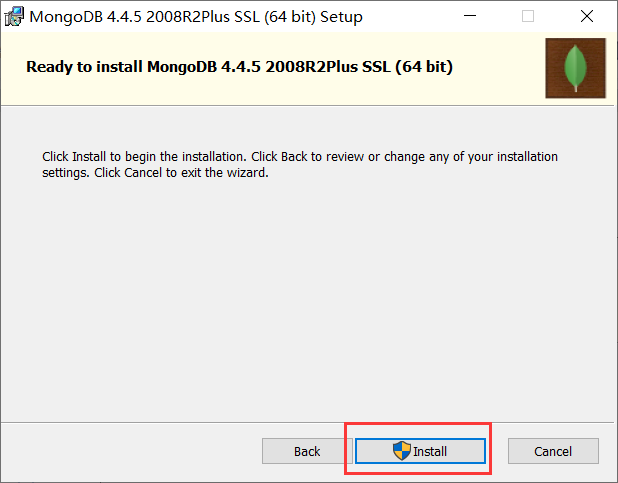 MongoDB 4.4.5 2008R2Plus SSL (64 bit) Setup
Ready to install MongoDB 4.4.5 2008R2Plus SSL (64 bit)
Click Install to begin the installation. Click Back to review or change any of your installation
settings. Click Cancel to exit the wizard.
Back Install Cancel